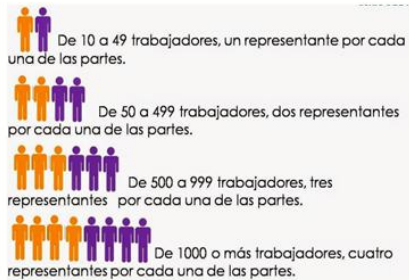 De 10 a 49 trabajadores, un representante por cada
una de las partes.
De 50 a 499 trabajadores, dos representantes
por cada una de las partes.
De 500 a 999 trabajadores, tres
representantes por cada una de las partes.
De 1000 o más trabajadores, cuatro
representantes por cada una de las partes.